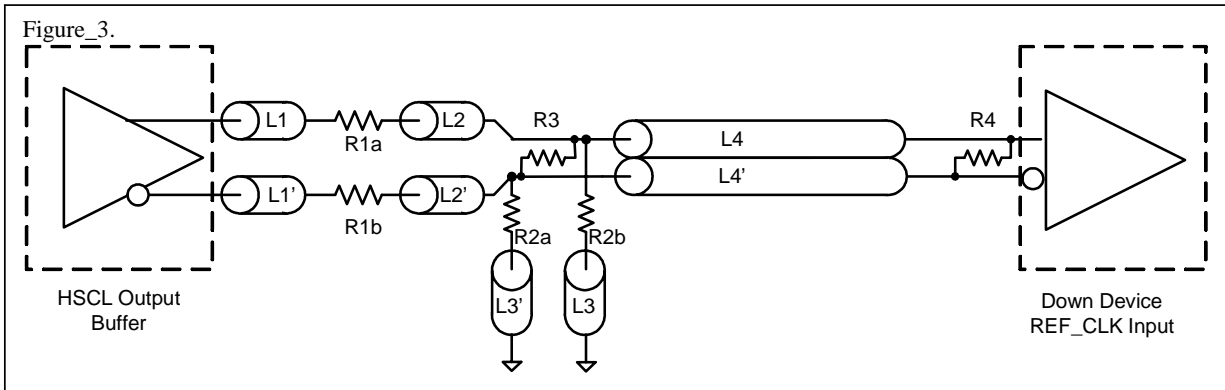 Figure_3.
L1
R1a
L2
R3
L4
R4
L1'
R1b
L2'
L4'
R2a
R2b
L3'
L3
HSCL Output
Buffer
Down Device
REF_CLK Input